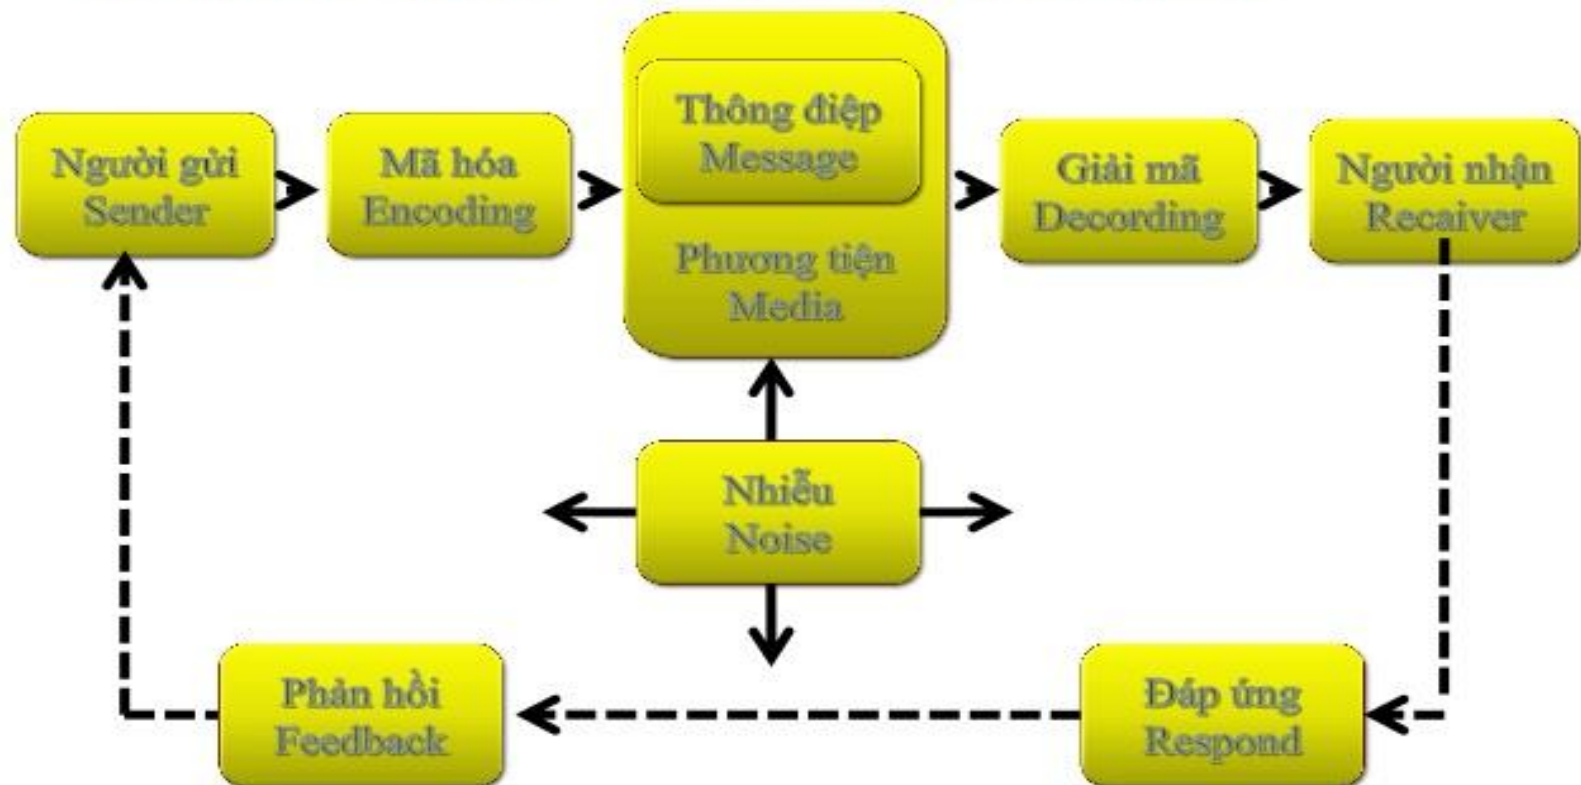 Người gửi
Sender
Mã hóa
Encoding
Thông điệp
Message
Phương tiện
Media
Giải mã
Decording
Người nhận
Recaiver
Nhiễu
Noise
Phản hồi
Feedback
Đáp ứng
Respond